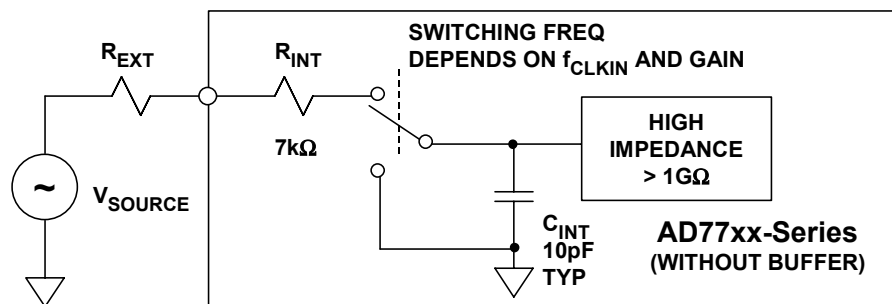 SWITCHING FREQ
DEPENDS ON fCLKIN AND GAIN
REXT
RINT
7kΩ
~
VSOURCE
HIGH
IMPEDANCE
> 1GΩ
CINT
10pF
TYP
AD77xx-Series
(WITHOUT BUFFER)